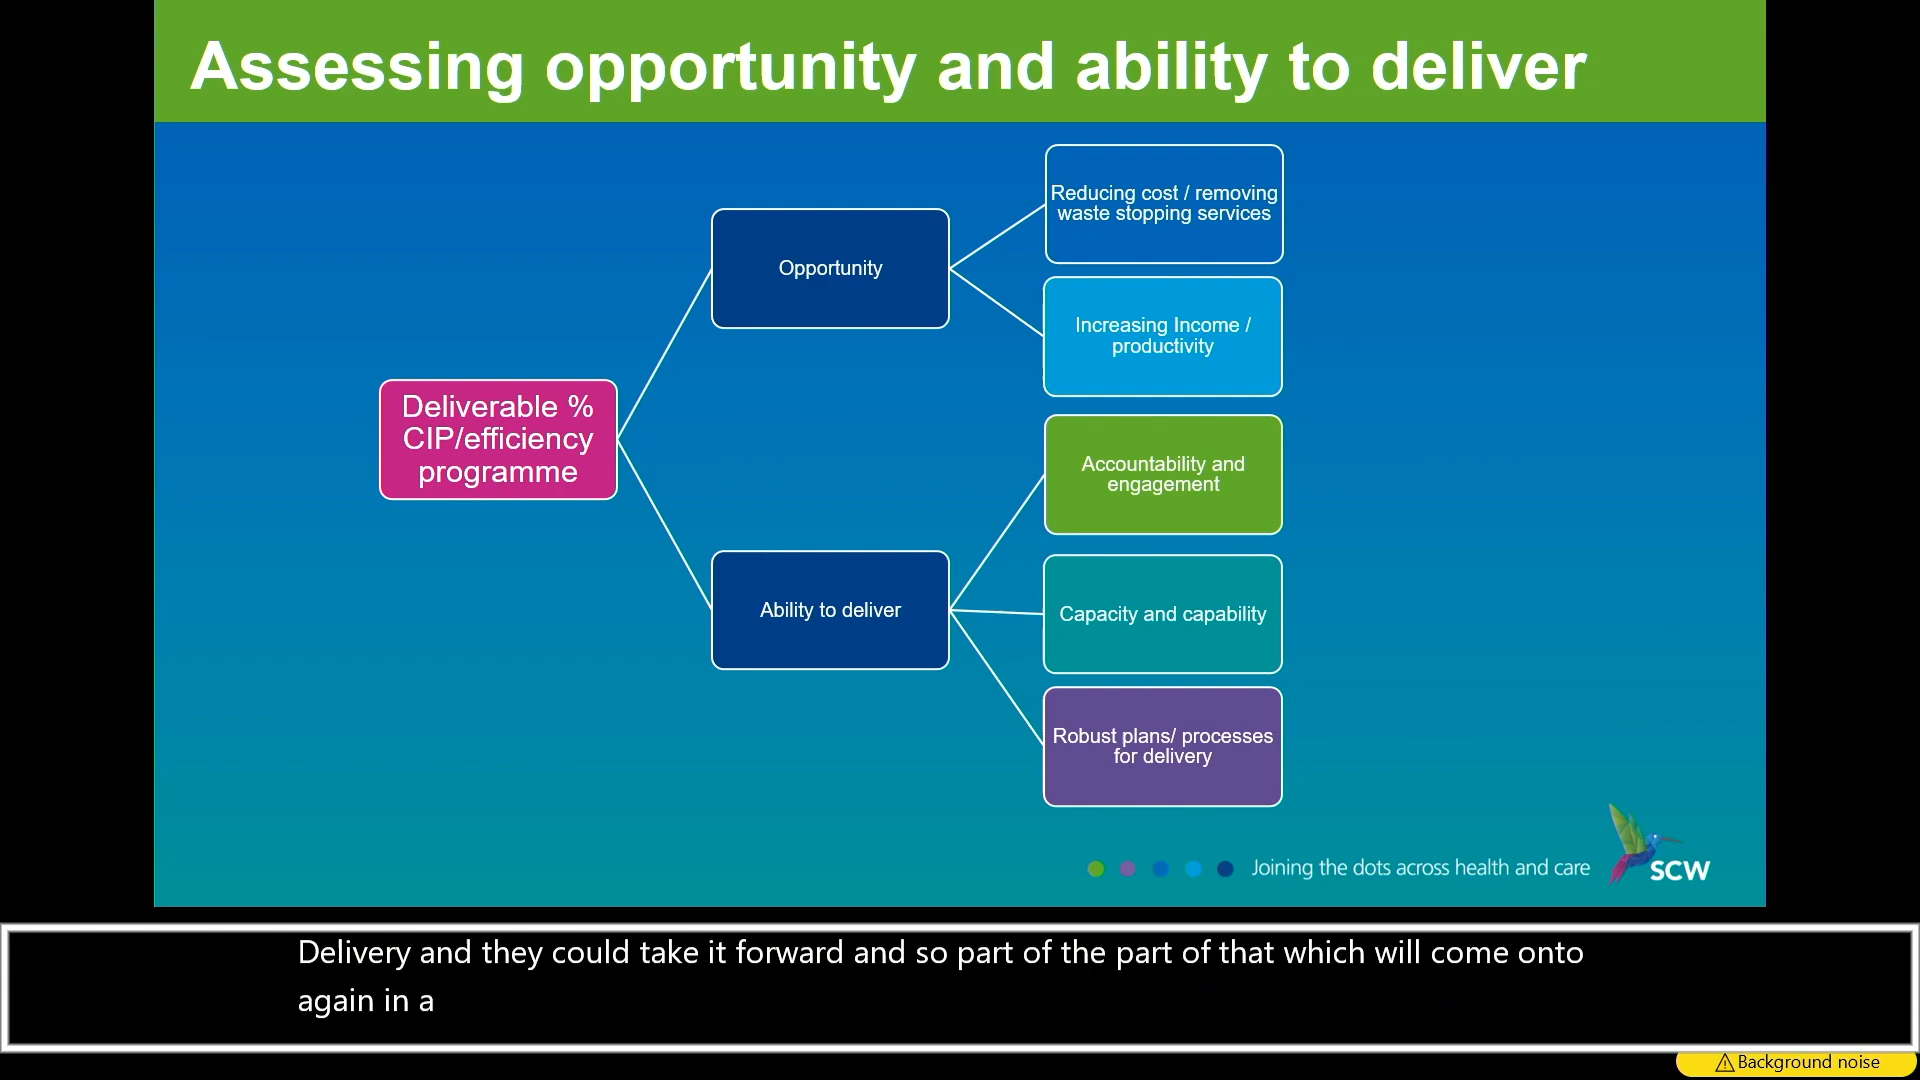 Assessing opportunity and ability to deliver
Reducing cost / removing
waste stopping services
Opportunity
Increasing Income /
productivity
Deliverable %
CIP/efficiency
programme
Accountability and
engagement
Ability to deliver
Capacity and capability
Robust plans/ processes
for delivery
Joining the dots across health and care
SCW
Delivery and they could take it forward and so part of the part of that which will come onto
again in a
Background noise